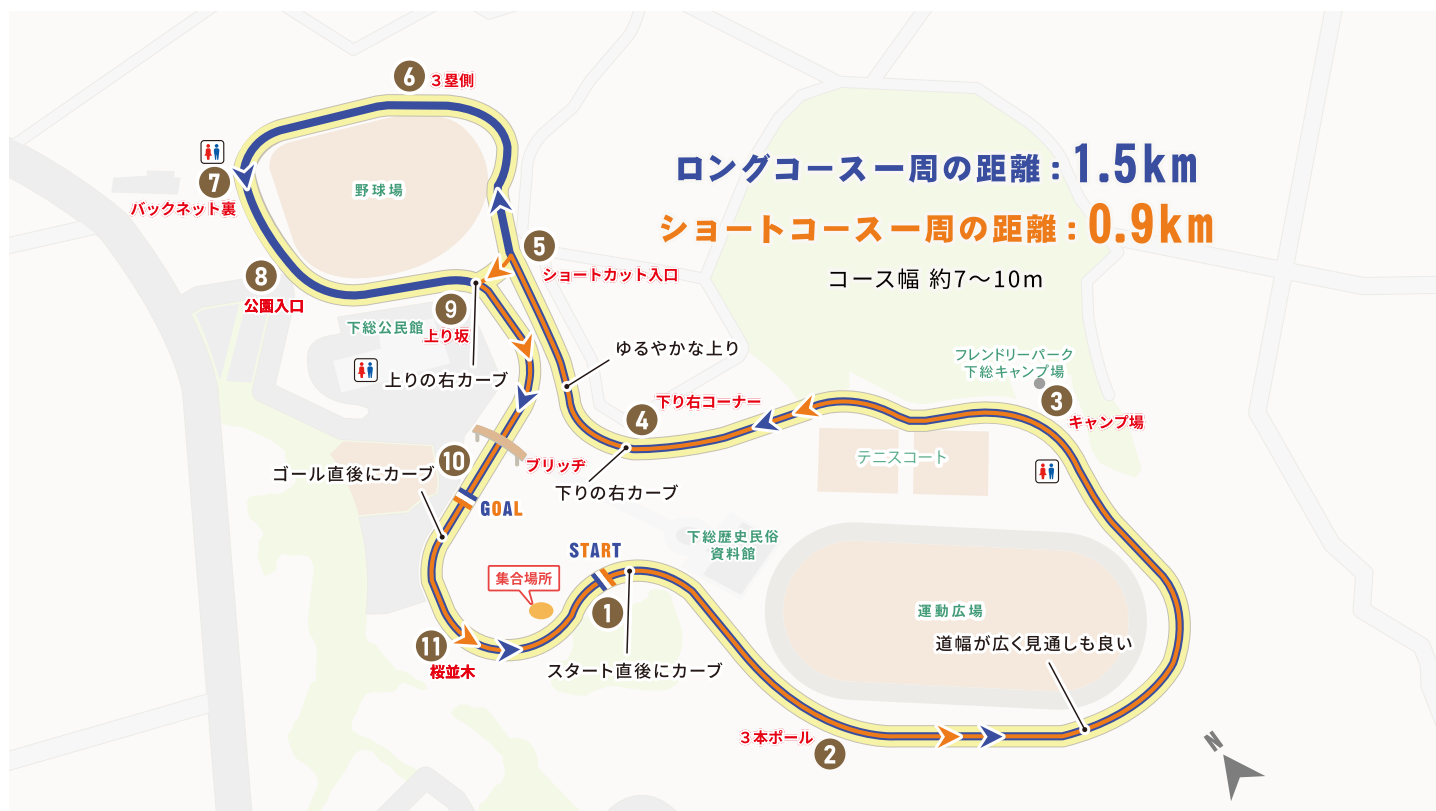 6 3塁側
7
バックネット裏
野球場
ロングコース一周の距離：1.5km
ショートコース一周の距離：0.9km
コース幅 約7～10m
5
ショートカット入口
8
公園入口
9
上り坂
下総公民館
上りの右カーブ
ゆるやかな上り
フレンドリーパーク
下総キャンプ場
3
キャンプ場
4
下り右コーナー
テニスコート
10
ブリッヂ
ゴール直後にカーブ
下りの右カーブ
GOAL
START
下総歴史民俗
資料館
集合場所
1
運動広場
道幅が広く見通しも良い
11
桜並木
スタート直後にカーブ
3本ポール
2
N